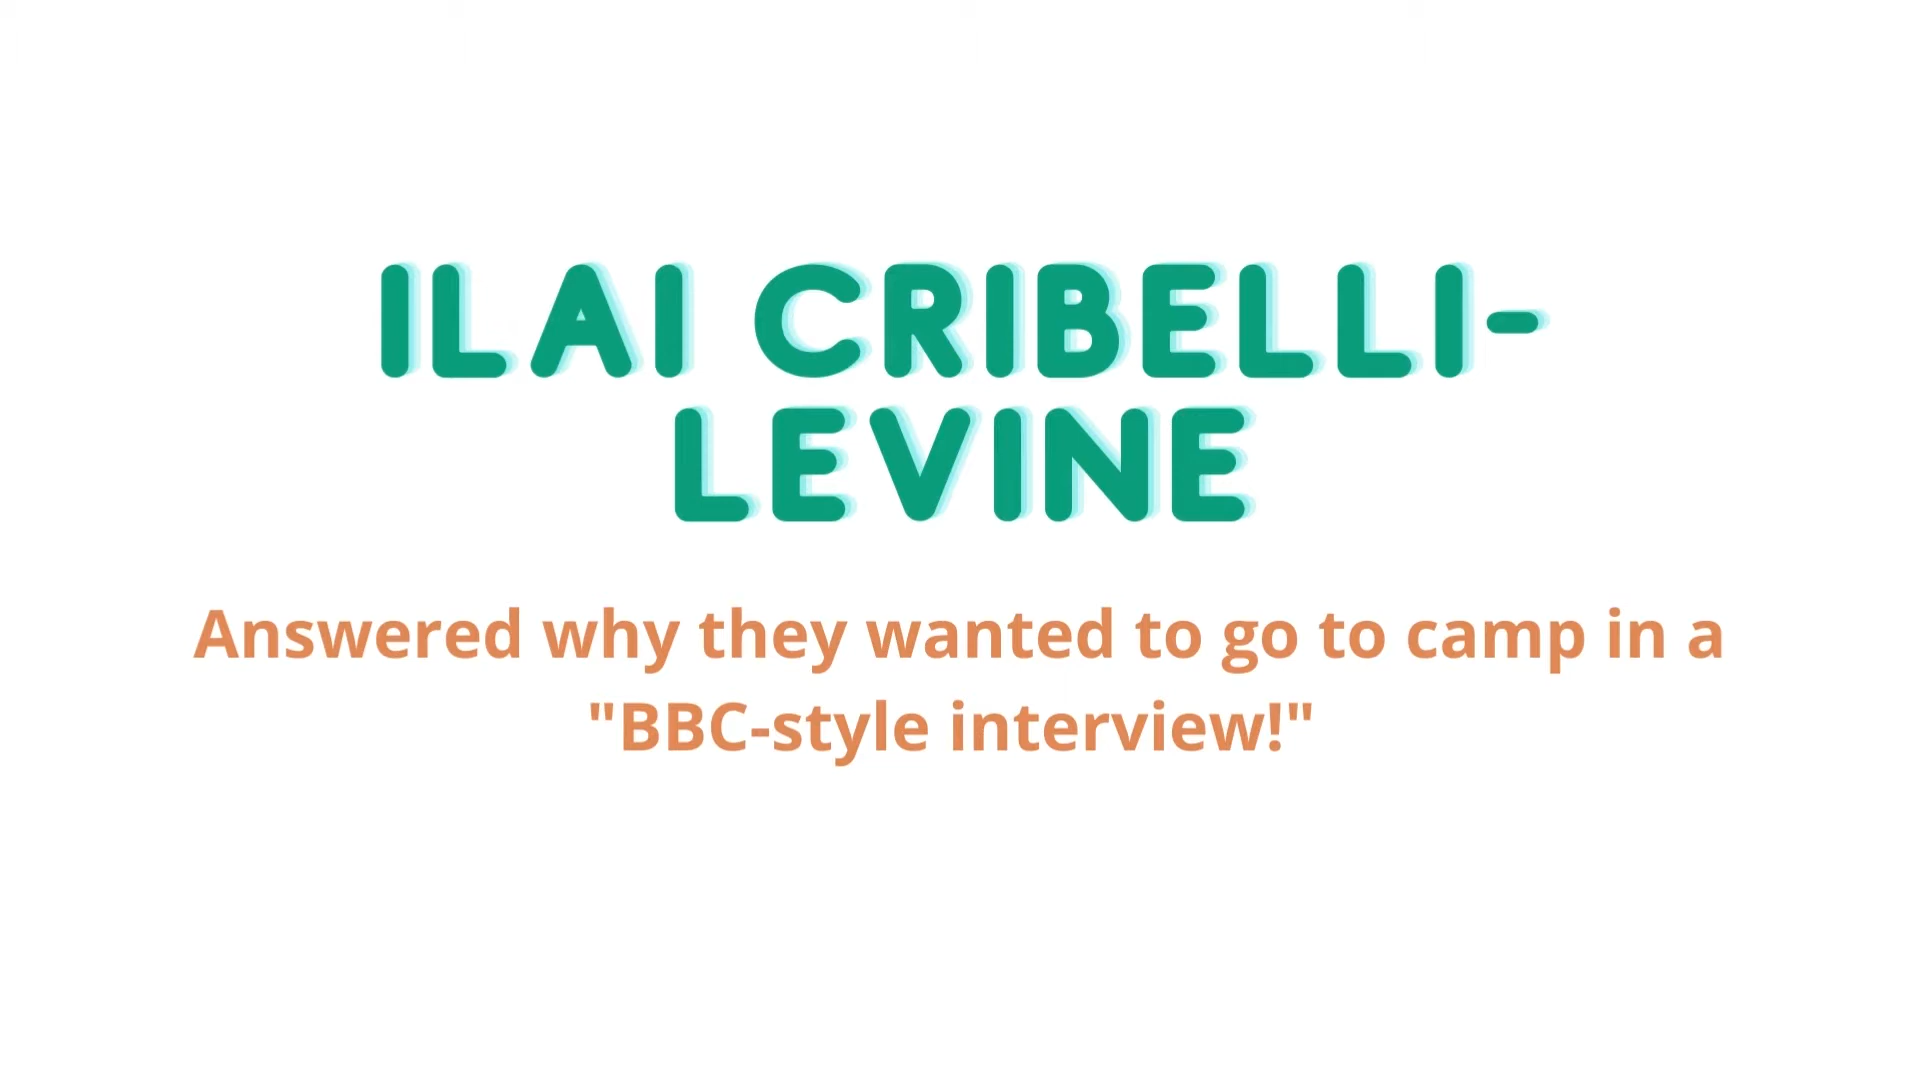 ILAI CRIBELLI-
LEVINE
Answered why they wanted to go to camp in a
"BBC-style interview!"